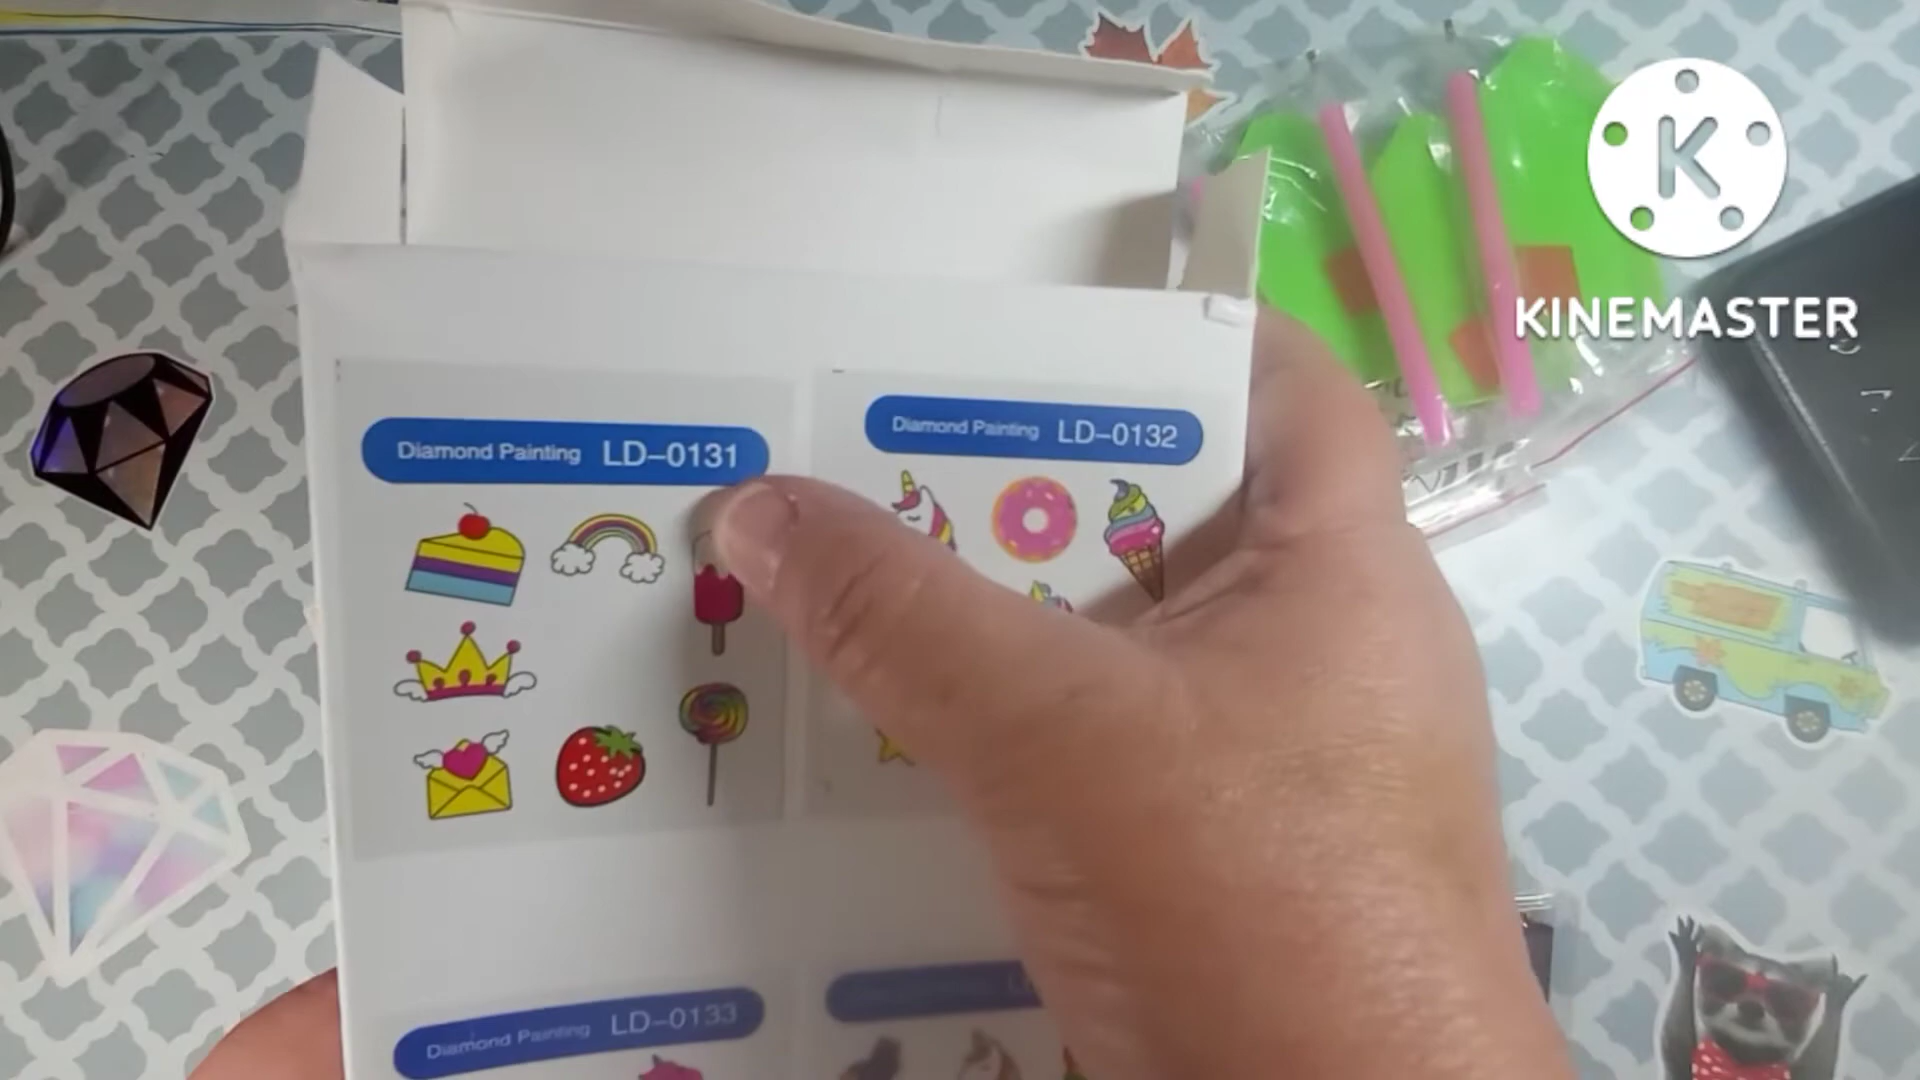 K
KINEMASTER
Diamond Painting LD-0131
Diamond Painting LD-0132
Diamond Painting LD-0133